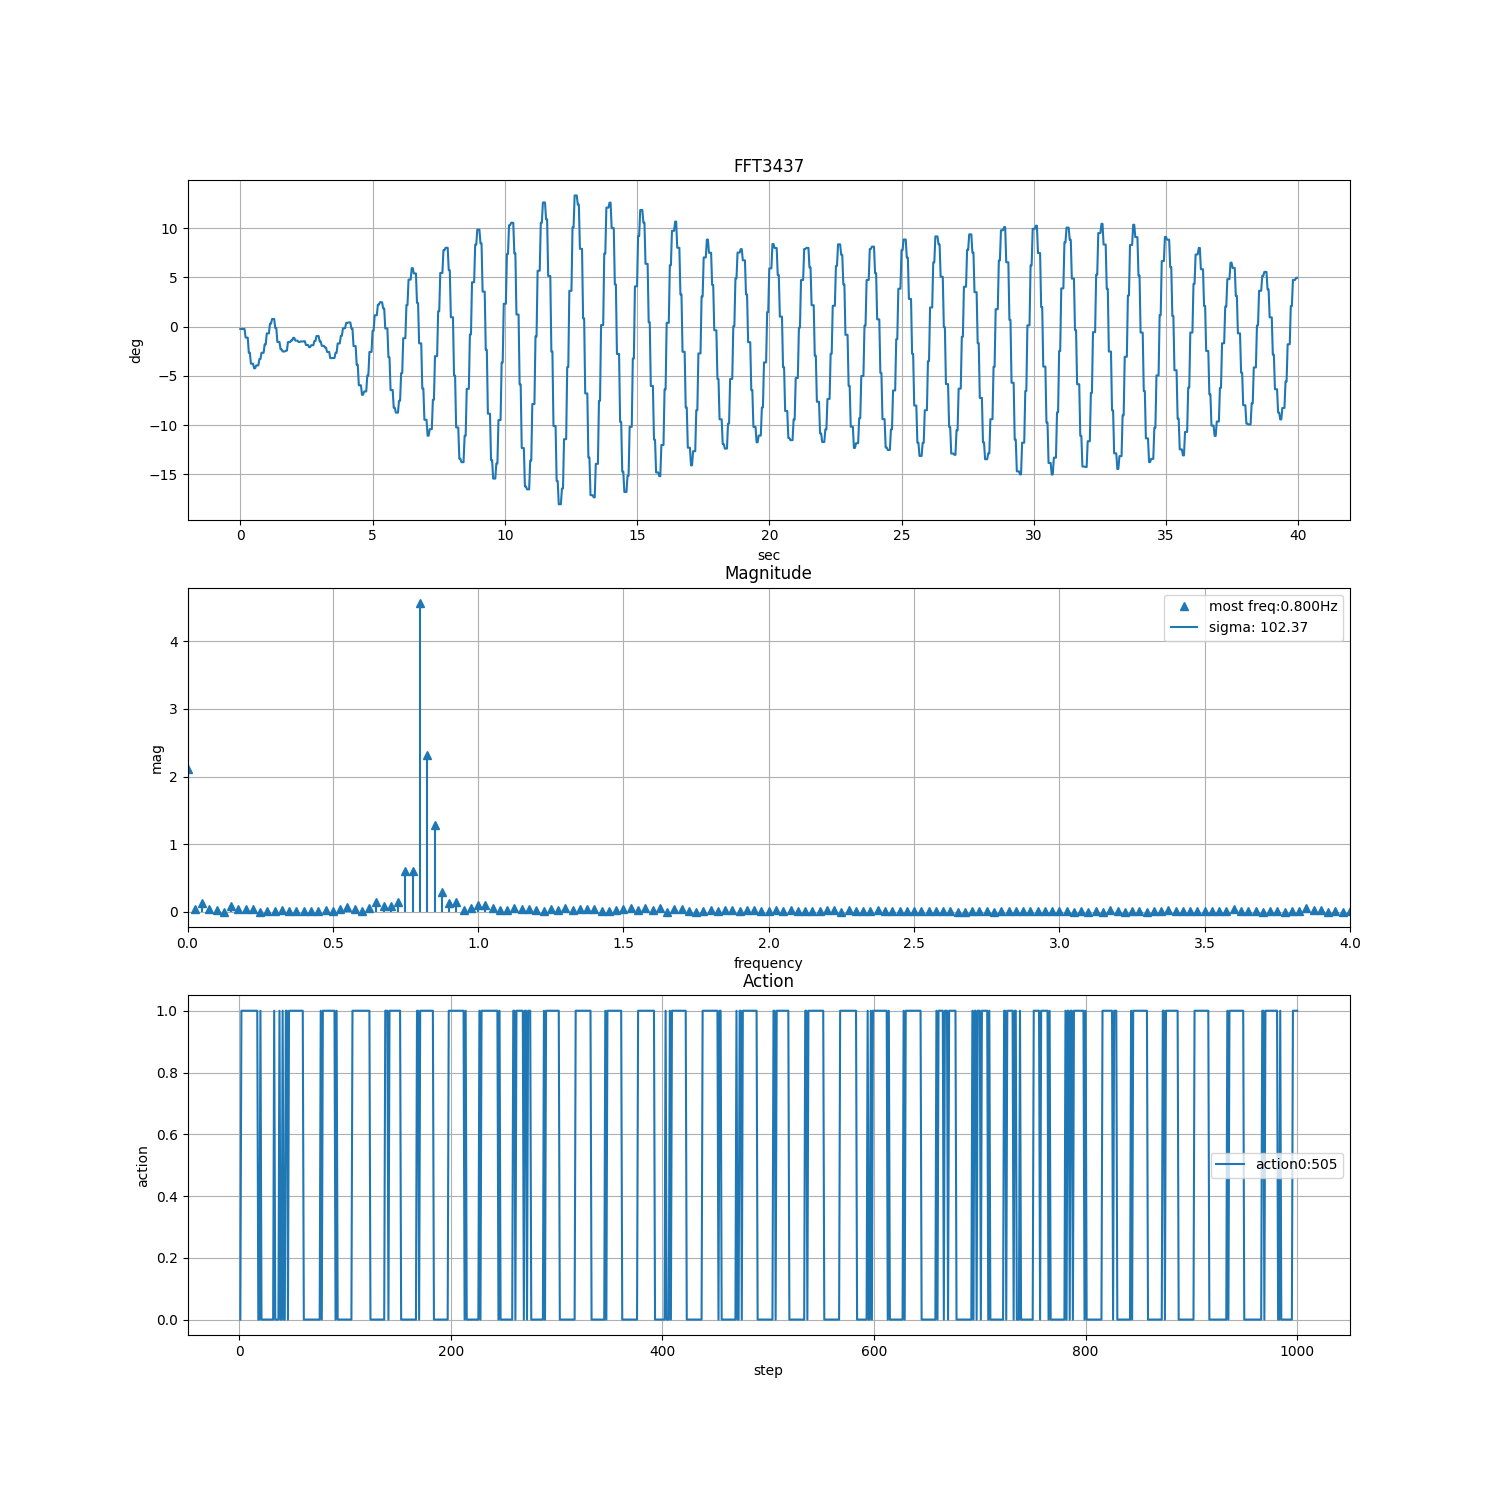 FFT3437
deg
10
5
0
−5
−10
−15
0 5 10 15 20 25 30 35 40
sec
Magnitude
mag
4
3
2
1
0
most freq:0.800Hz
sigma: 102.37
0.0 0.5 1.0 1.5 2.0 2.5 3.0 3.5 4.0
frequency
Action
action
1.0
0.8
0.6
0.4
0.2
0.0
action0:505
0 200 400 600 800 1000
step